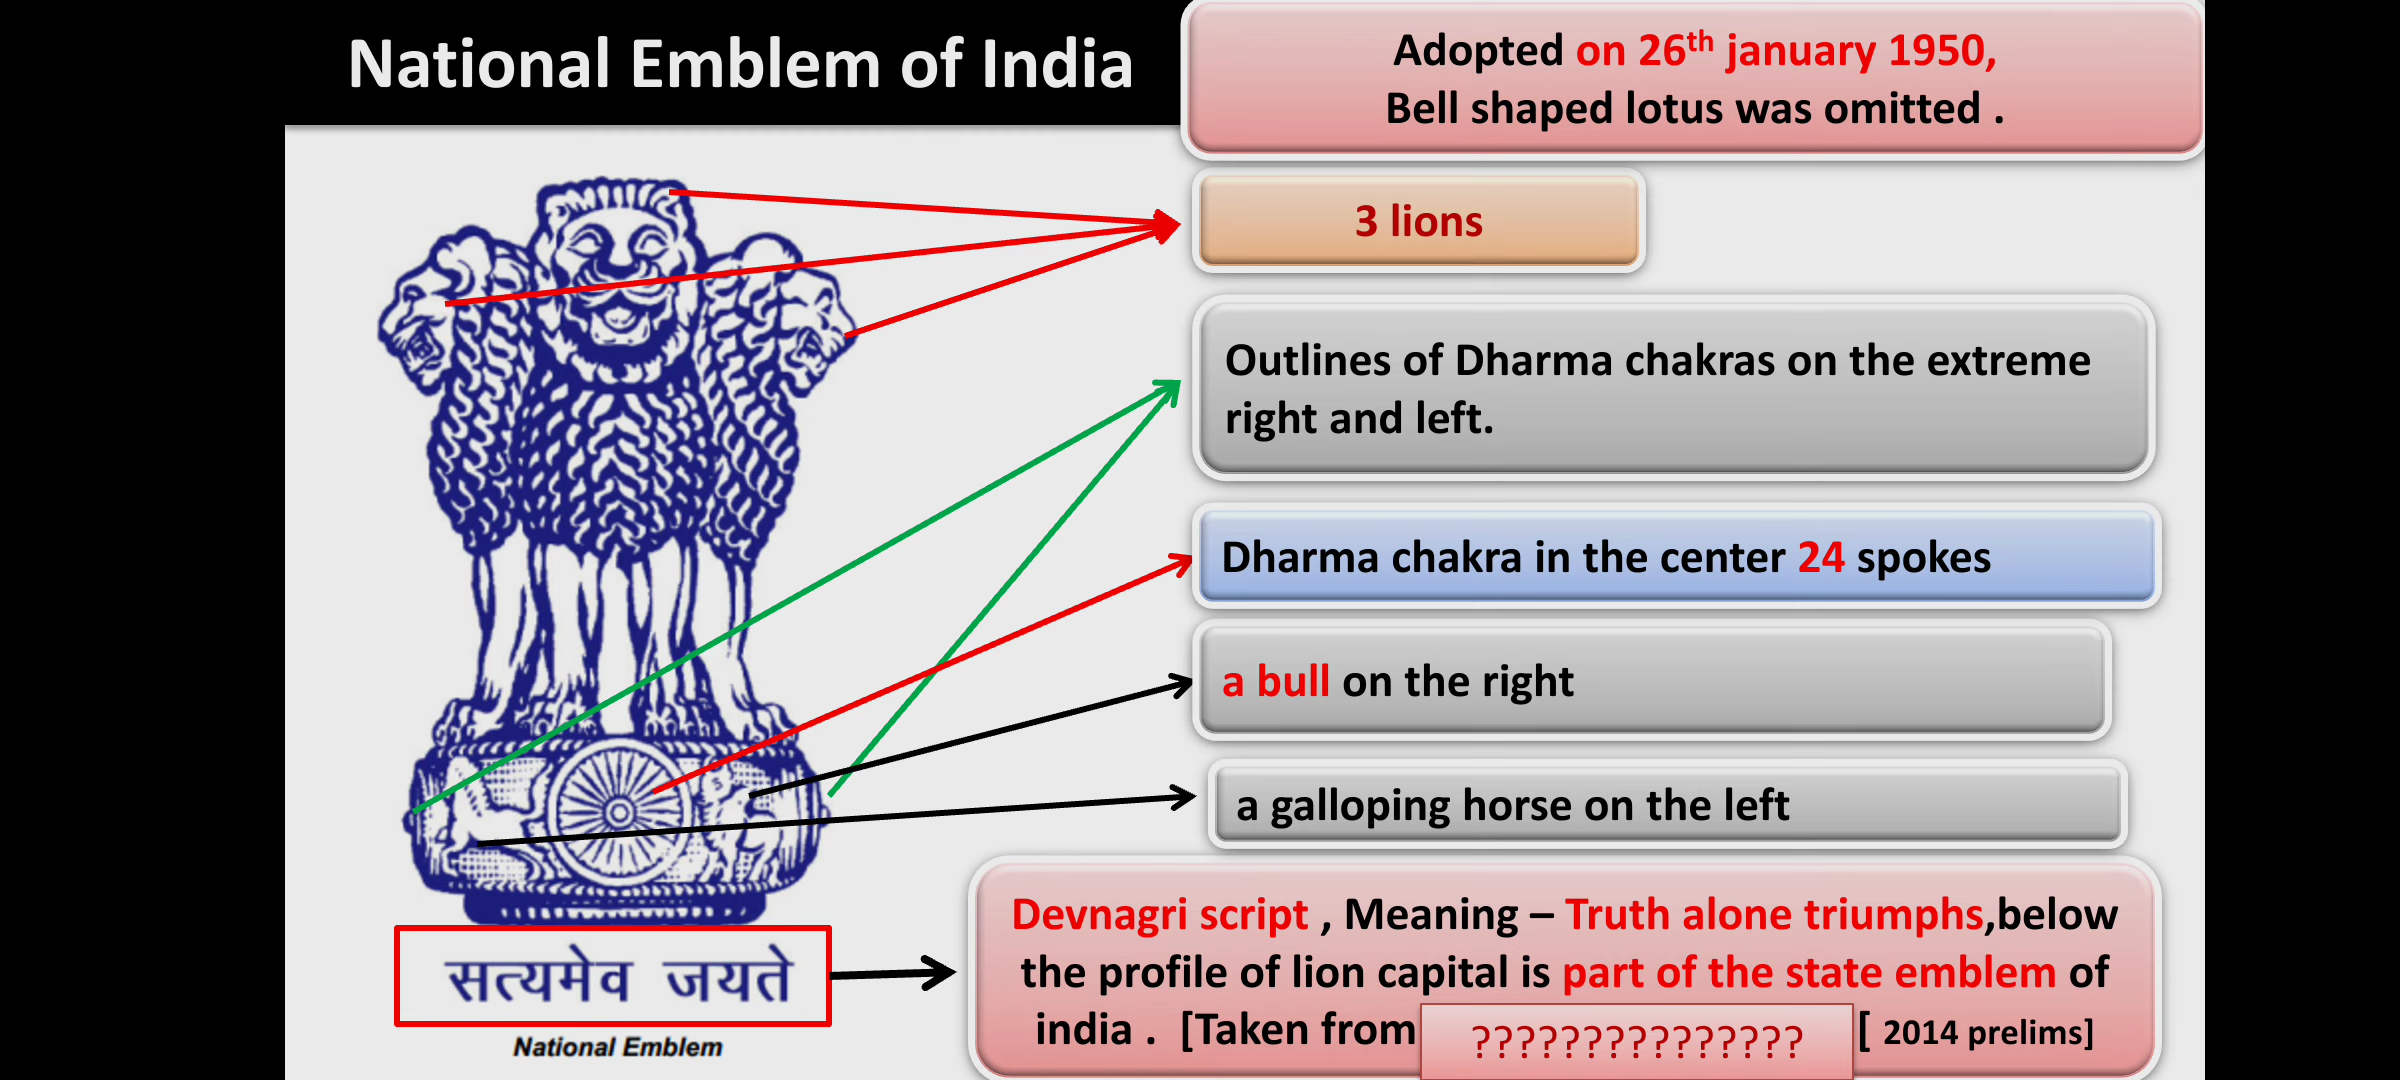 National Emblem of India
Adopted on 26th january 1950,
Bell shaped lotus was omitted .
3 lions
Outlines of Dharma chakras on the extreme
right and left.
Dharma chakra in the center 24 spokes
a bull on the right
a galloping horse on the left
Devnagri script , Meaning – Truth alone triumphs,below
the profile of lion capital is part of the state emblem of
india .  [Taken from ??????????????? [ 2014 prelims]
सत्यमेव जयते
National Emblem